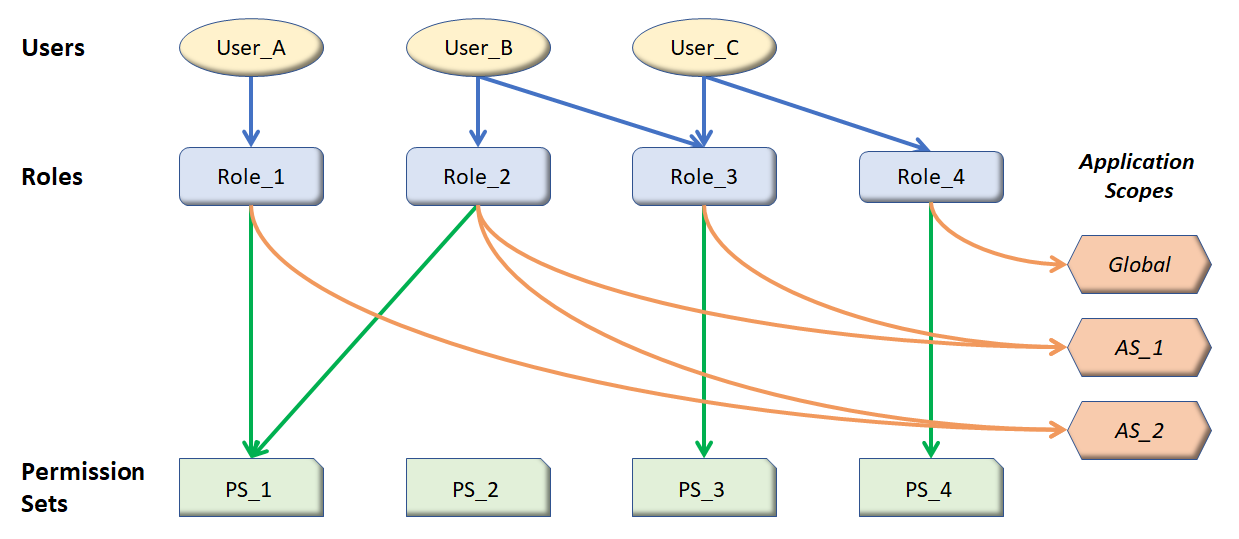 Users
User_A
User_B
User_C
Roles
Role_1
Role_2
Role_3
Role_4
Application
Scopes
Global
AS_1
AS_2
Permission
Sets
PS_1
PS_2
PS_3
PS_4